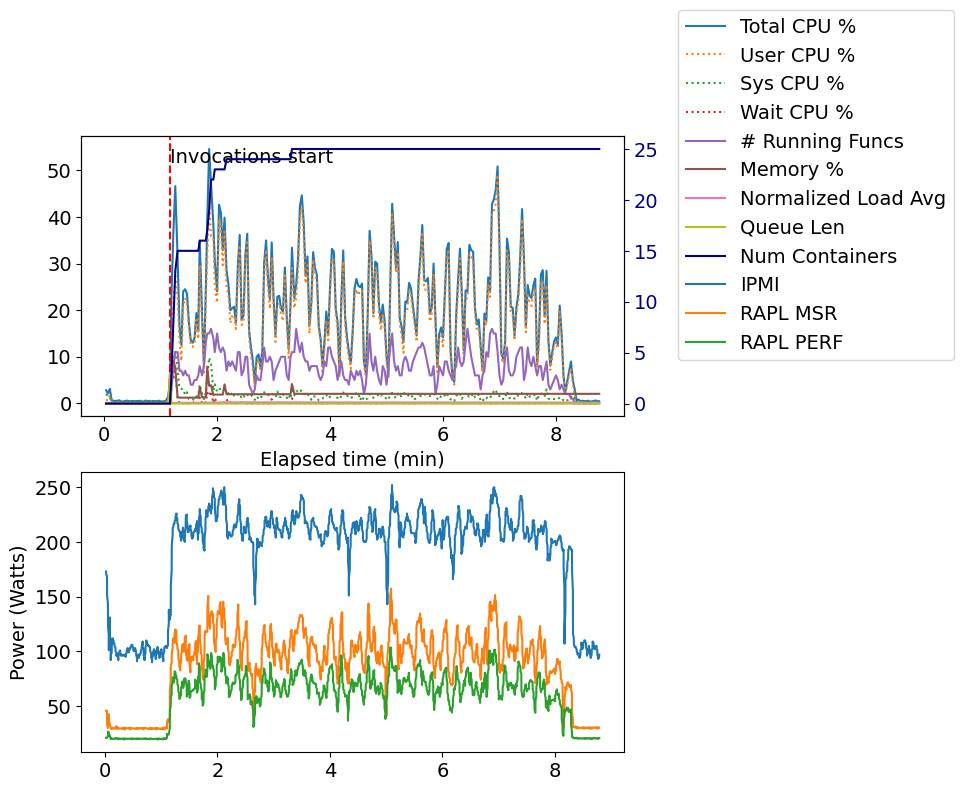 Total CPU %
User CPU %
Sys CPU %
Wait CPU %
# Running Funcs
Memory %
Normalized Load Avg
Queue Len
Num Containers
IPMI
RAPL MSR
RAPL PERF
Invocations start
50
40
30
20
10
0
25
20
15
10
5
0
0 2 4 6 8
Elapsed time (min)
Power (Watts)
250
200
150
100
50
0 2 4 6 8